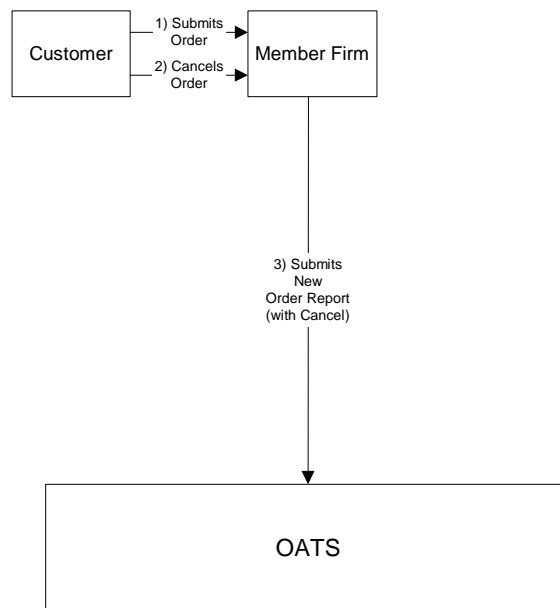 Customer
1) Submits
Order
2) Cancels
Order
Member Firm
3) Submits
New
Order Report
(with Cancel)
OATS